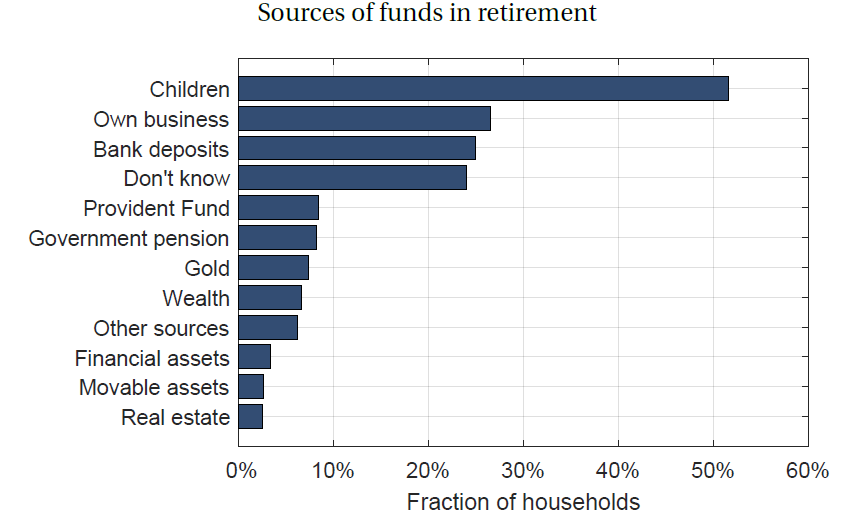 Sources of funds in retirement
Children
Own business
Bank deposits
Don't know
Provident Fund
Government pension
Gold
Wealth
Other sources
Financial assets
Movable assets
Real estate
0% 10% 20% 30% 40% 50% 60%
Fraction of households